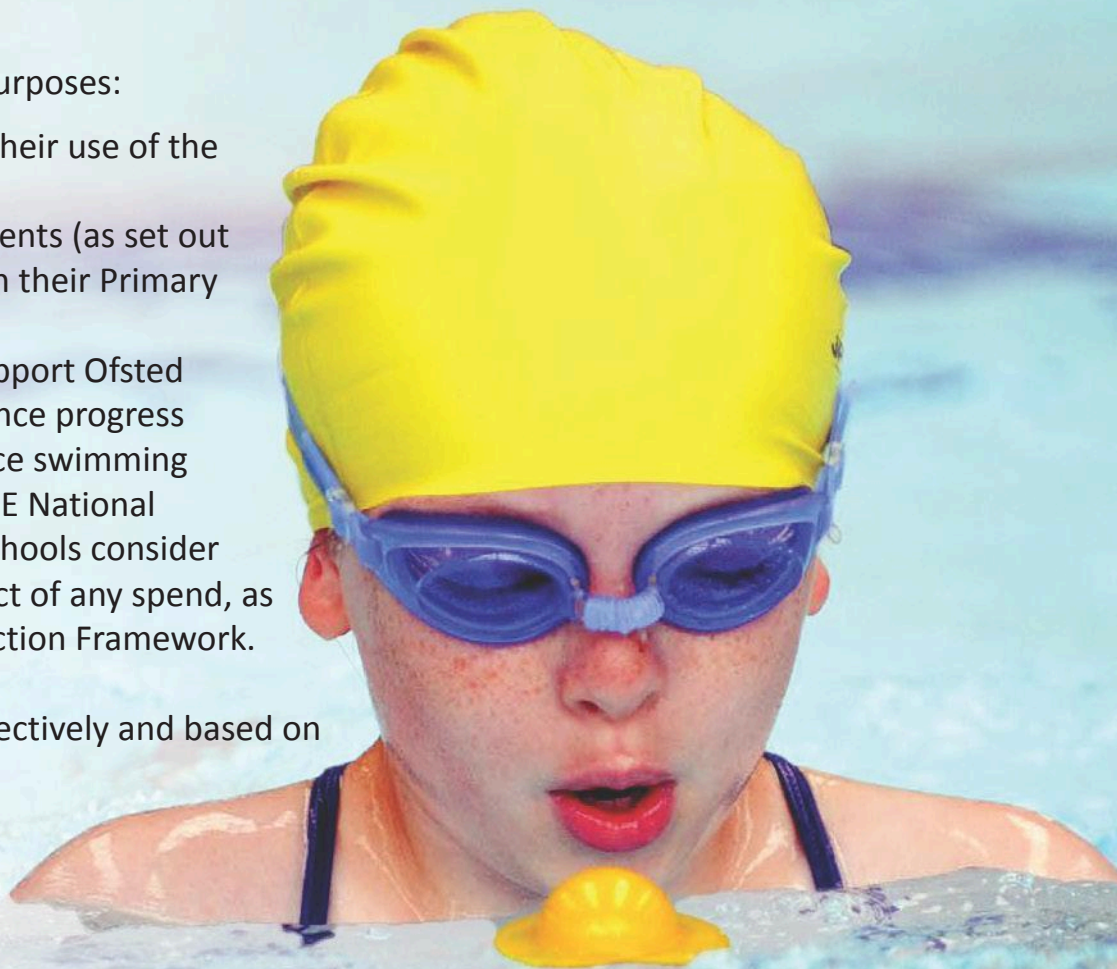 urposes:
heir use of the
ents (as set out
n their Primary
pport Ofsted
nce progress
ce swimming
E National
chools consider
ct of any spend, as
ction Framework.
ectively and based on